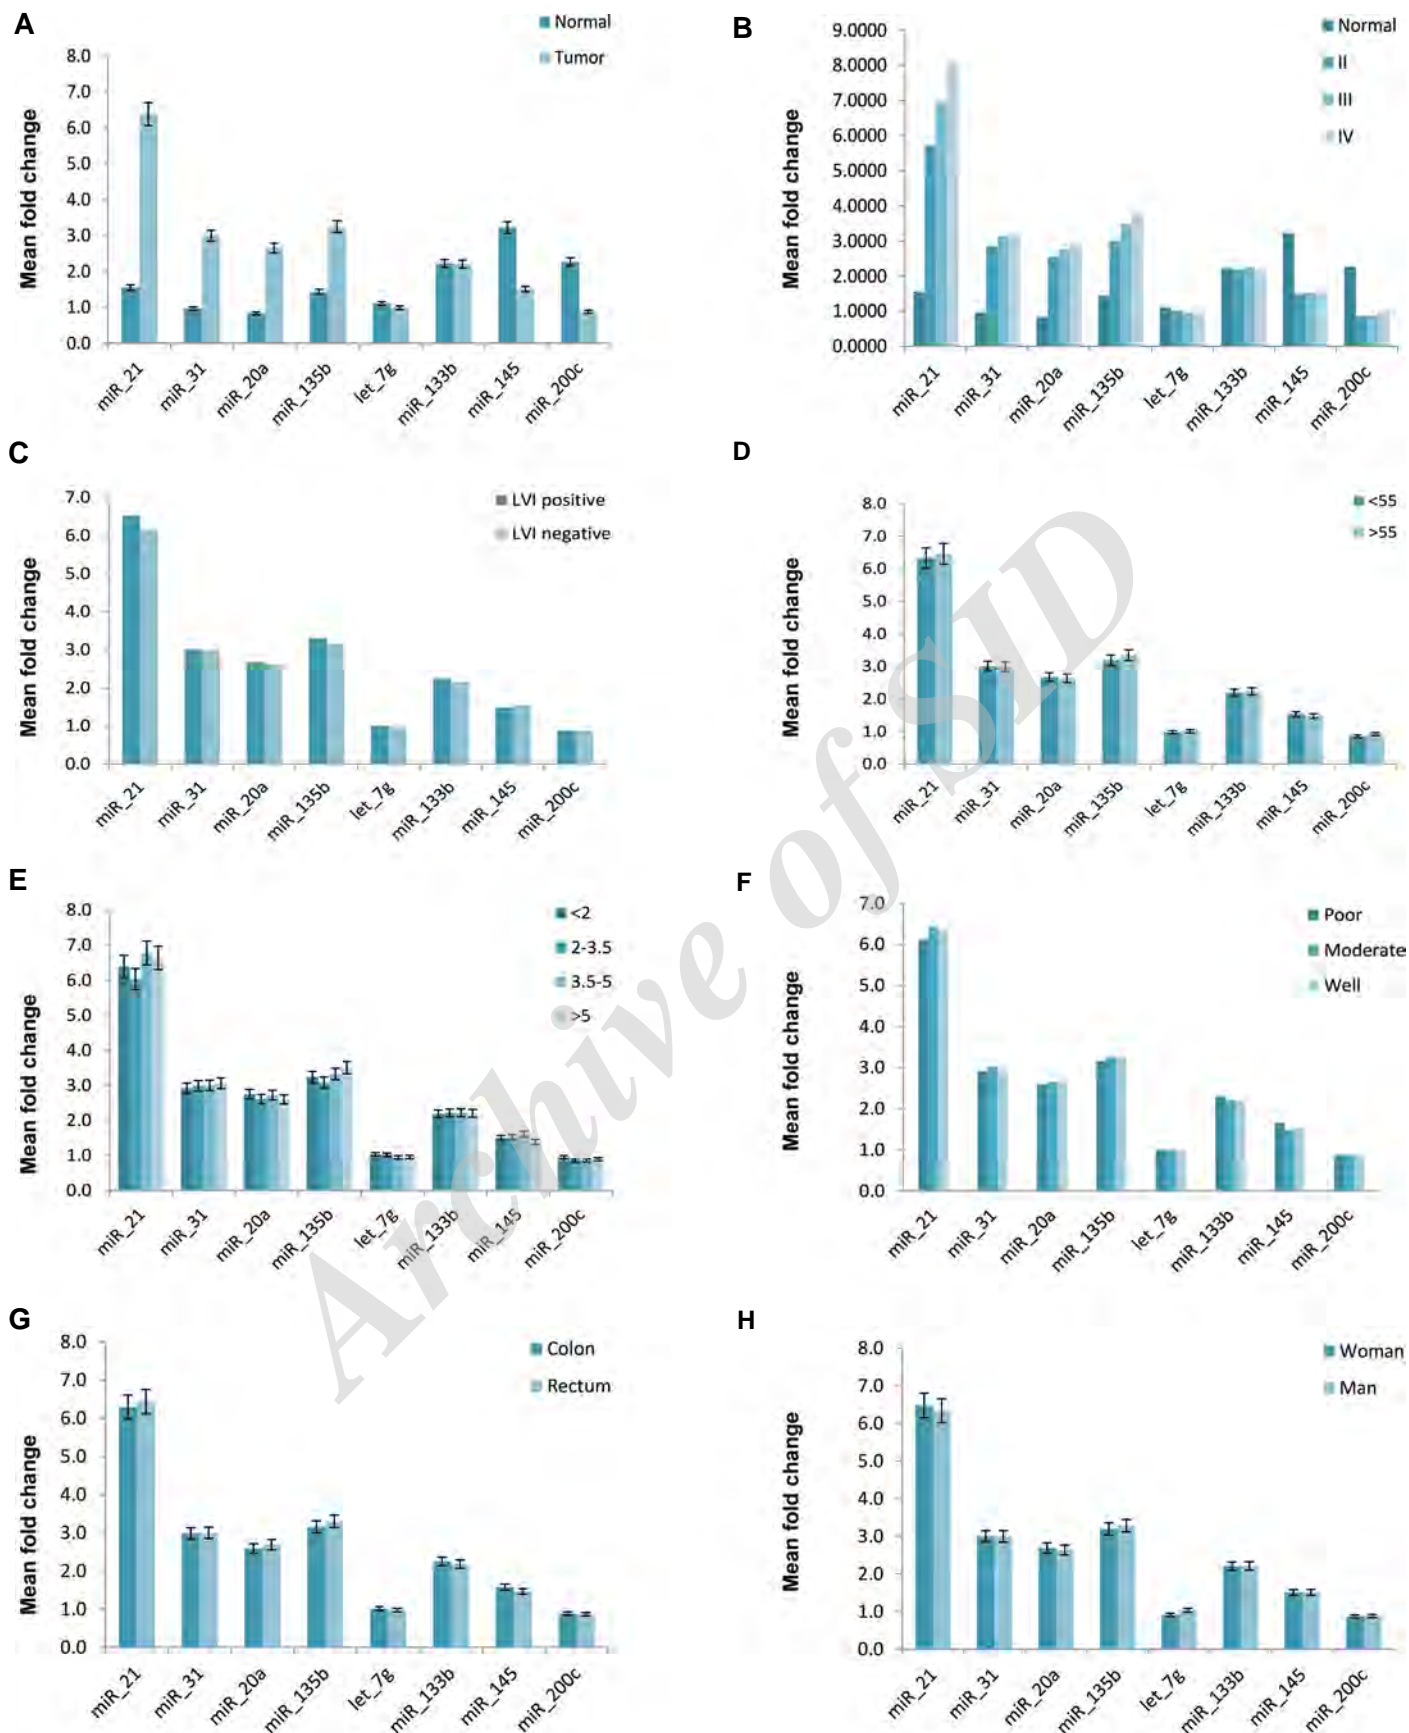 A
Normal
Tumor
Mean fold change
8.0
7.0
6.0
5.0
4.0
3.0
2.0
1.0
0.0
miR_21
miR_31
miR_20a
miR_135b
let_7g
miR_133b
miR_145
miR_200c
B
Normal
II
III
IV
Mean fold change
9.0000
8.0000
7.0000
6.0000
5.0000
4.0000
3.0000
2.0000
1.0000
0.0000
miR_21
miR_31
miR_20a
miR_135b
let_7g
miR_133b
miR_145
miR_200c
C
LVI positive
LVI negative
Mean fold change
7.0
6.0
5.0
4.0
3.0
2.0
1.0
0.0
miR_21
miR_31
miR_20a
miR_135b
let_7g
miR_133b
miR_145
miR_200c
D
<55
>55
Mean fold change
8.0
7.0
6.0
5.0
4.0
3.0
2.0
1.0
0.0
miR_21
miR_31
miR_20a
miR_135b
let_7g
miR_133b
miR_145
miR_200c
E
<2
2-3.5
3.5-5
>5
Mean fold change
8.0
7.0
6.0
5.0
4.0
3.0
2.0
1.0
0.0
miR_21
miR_31
miR_20a
miR_135b
let_7g
miR_133b
miR_145
miR_200c
F
Poor
Moderate
Well
Mean fold change
7.0
6.0
5.0
4.0
3.0
2.0
1.0
0.0
miR_21
miR_31
miR_20a
miR_135b
let_7g
miR_133b
miR_145
miR_200c
G
Colon
Rectum
Mean fold change
8.0
7.0
6.0
5.0
4.0
3.0
2.0
1.0
0.0
miR_21
miR_31
miR_20a
miR_135b
let_7g
miR_133b
miR_145
miR_200c
H
Woman
Man
Mean fold change
8.0
7.0
6.0
5.0
4.0
3.0
2.0
1.0
0.0
miR_21
miR_31
miR_20a
miR_135b
let_7g
miR_133b
miR_145
miR_200c
Archive of SID